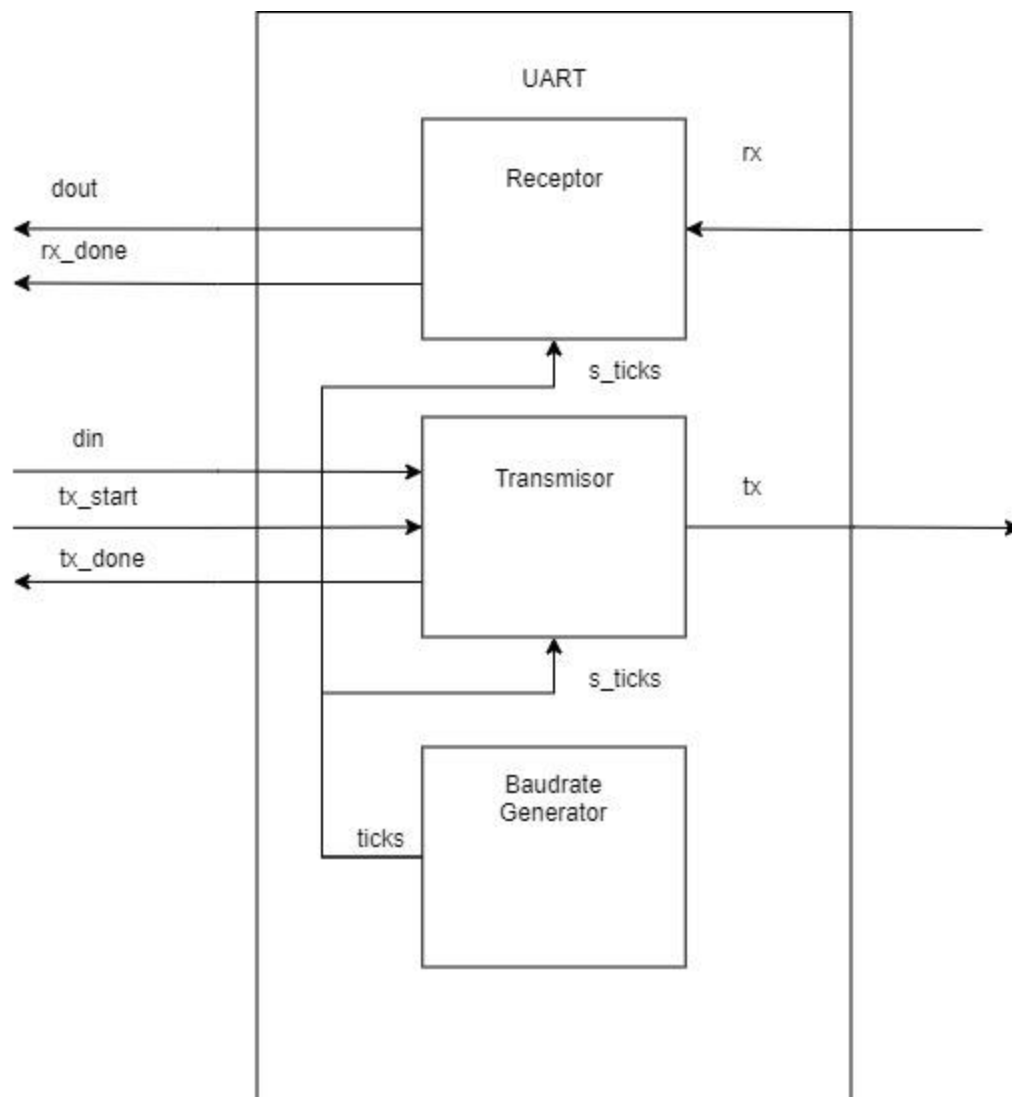 UART
Receptor
rx
dout
rx_done
s_ticks
din
Transmisor
tx_start
tx
tx_done
s_ticks
Baudrate
Generator
ticks